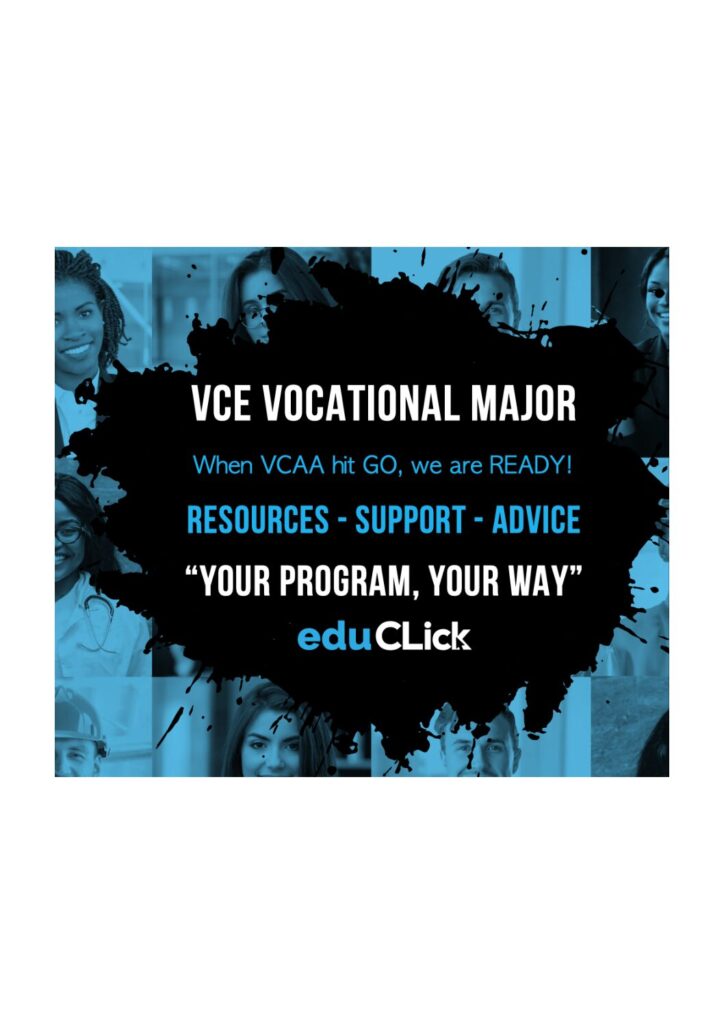 VCE VOCATIONAL MAJOR
When VCAA hit GO, we are READY!
RESOURCES - SUPPORT - ADVICE
“YOUR PROGRAM, YOUR WAY”
eduCLick